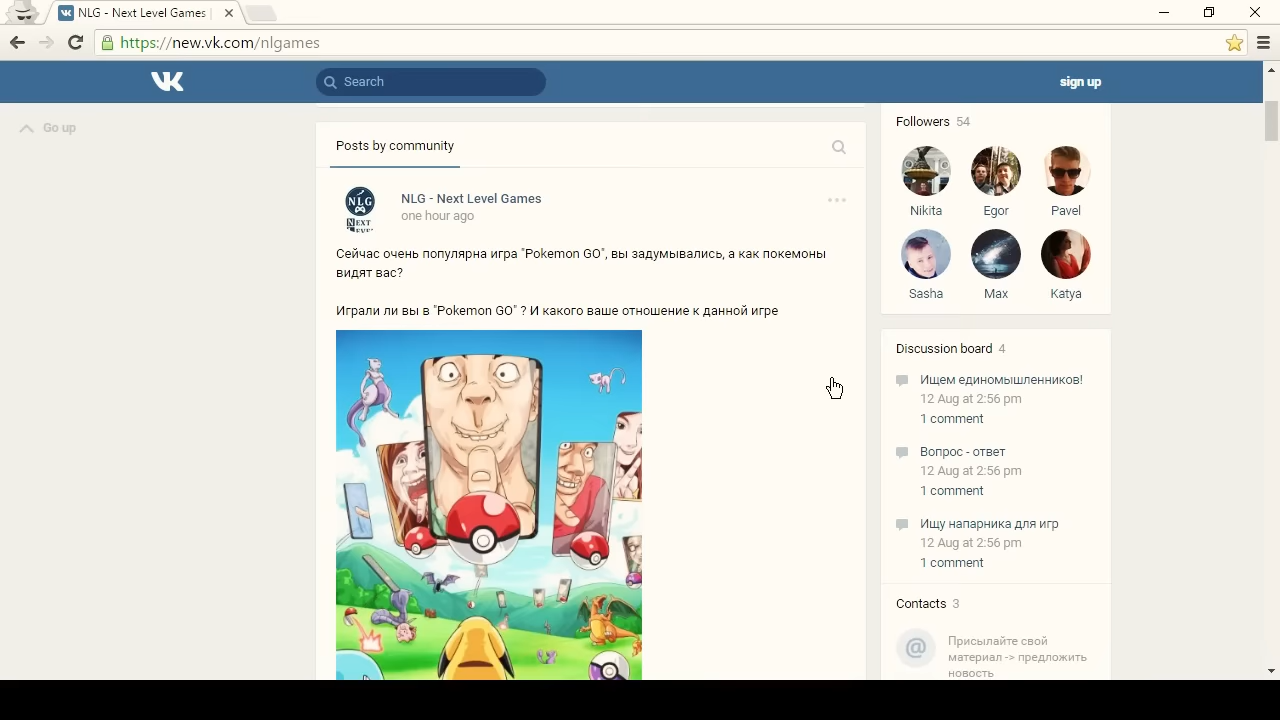 NLG - Next Level Games
https://new.vk.com/nlgames
Search
sign up
Go up
Posts by community
NLG
NEXT
NLG - Next Level Games
one hour ago
Сейчас очень популярна игра "Pokemon GO", вы задумывались, а как покемоны
видят вас?
Играли ли вы в "Pokemon GO" ? И какого ваше отношение к данной игре
Followers 54
Nikita Egor Pavel
Sasha Max Katya
Discussion board 4
Ищем единомышленников!
12 Aug at 2:56 pm
1 comment
Вопрос - ответ
12 Aug at 2:56 pm
1 comment
Ищу напарника для игр
12 Aug at 2:56 pm
1 comment
Contacts 3
@
Присылайте свой
материал -> предложить
новость